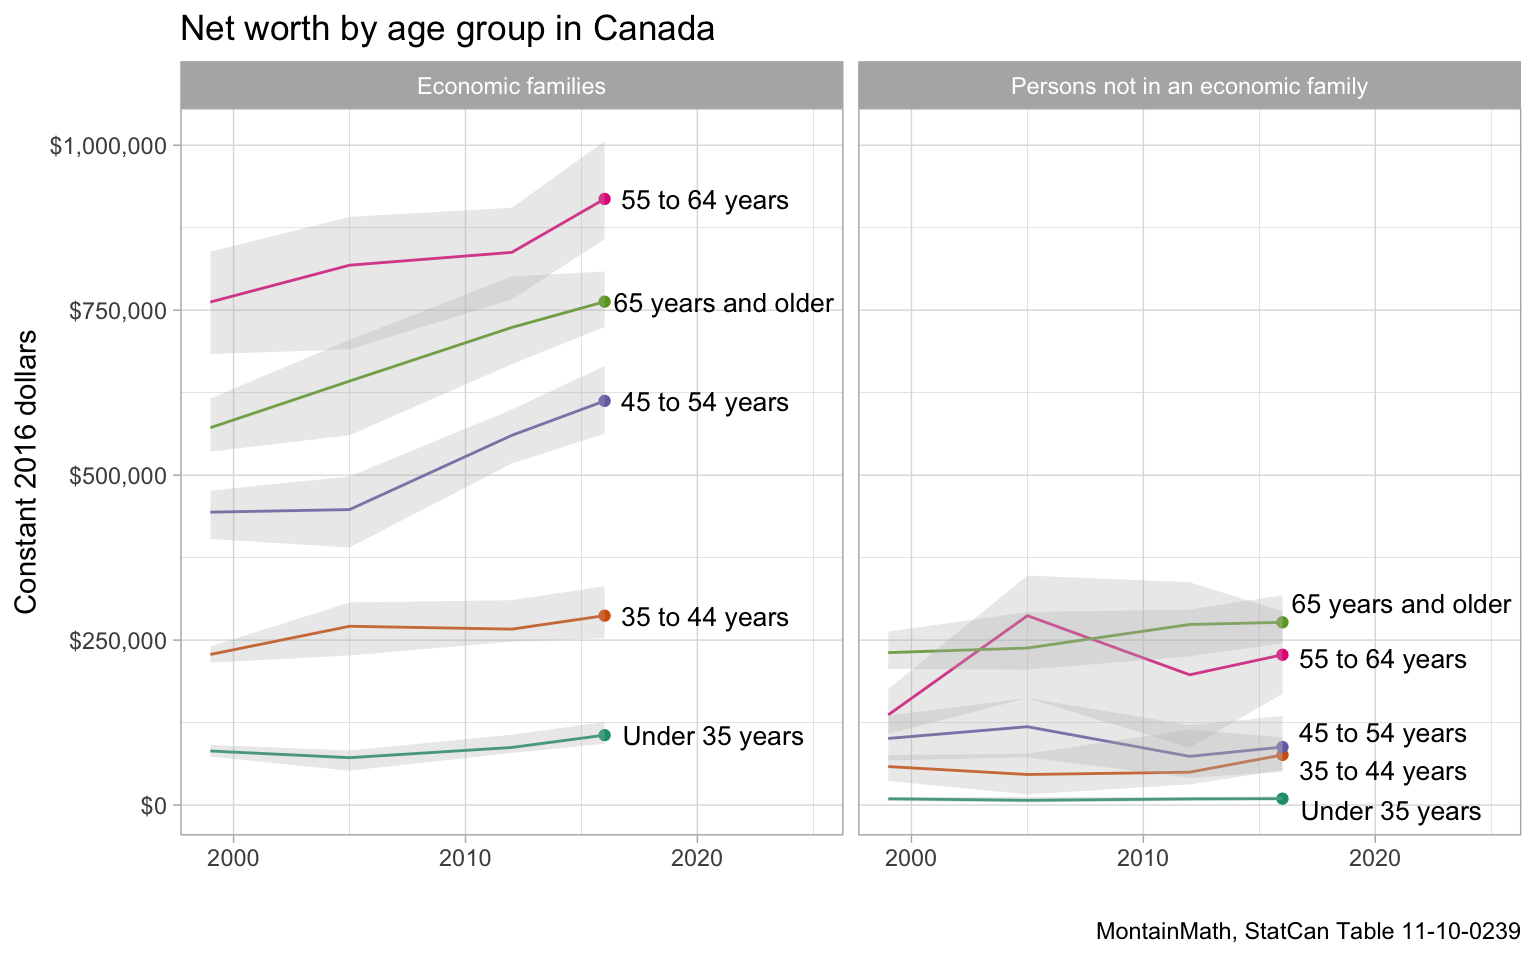 Net worth by age group in Canada
Economic families
Persons not in an economic family
Constant 2016 dollars
$1,000,000
$750,000
$500,000
$250,000
$0
55 to 64 years
65 years and older
45 to 54 years
35 to 44 years
Under 35 years
65 years and older
55 to 64 years
45 to 54 years
35 to 44 years
Under 35 years
2000
2010
2020
2000
2010
2020
MontainMath, StatCan Table 11-10-0239